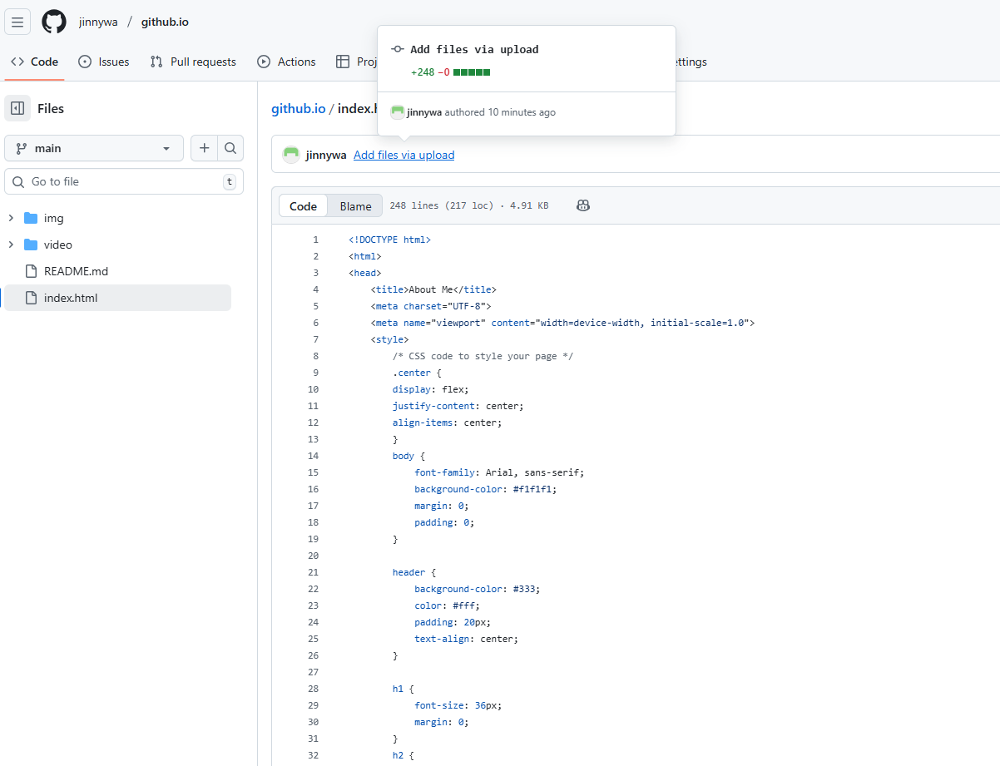 jinnywa / github.io
Code Issues Pull requests Actions
Add files via upload
+248 −0
jinnywa authored 10 minutes ago
Files
main
Go to file t
img
video
README.md
index.html
github.io /
jinnywa Add files via upload
Code Blame 248 lines (217 loc) · 4.91 KB
1 <!DOCTYPE html>
2 <html>
3 <head>
4 <title>About Me</title>
5 <meta charset="UTF-8">
6 <meta name="viewport" content="width=device-width, initial-scale=1.0">
7 <style>
8 /* CSS code to style your page */
9 .center {
10 display: flex;
11 justify-content: center;
12 align-items: center;
13 }
14 body {
15 font-family: Arial, sans-serif;
16 background-color: #f1f1f1;
17 margin: 0;
18 padding: 0;
19 }
20
21 header {
22 background-color: #333;
23 color: #fff;
24 padding: 20px;
25 text-align: center;
26 }
27
28 h1 {
29 font-size: 36px;
30 margin: 0;
31 }
32 h2 {